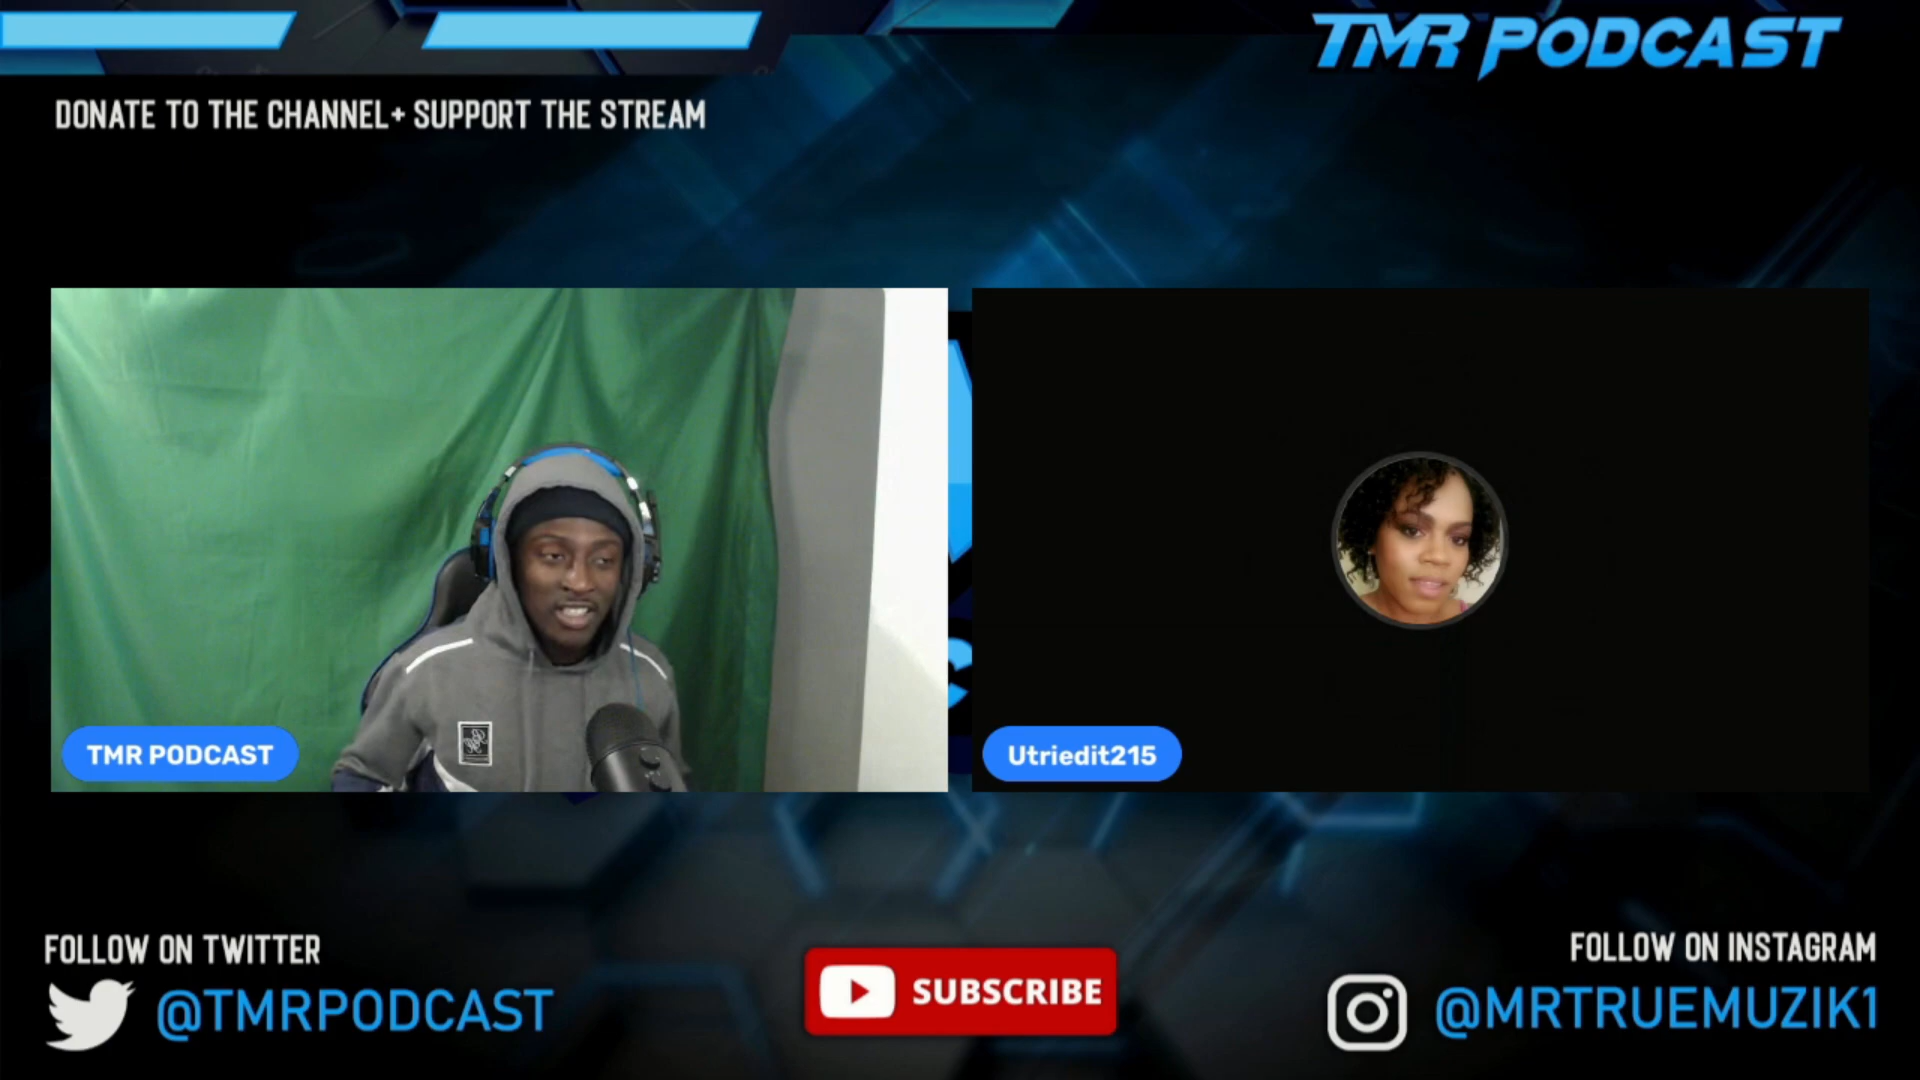 TMR PODCAST
DONATE TO THE CHANNEL+ SUPPORT THE STREAM
TMR PODCAST
Utriedit215
FOLLOW ON TWITTER
@TMRPODCAST
SUBSCRIBE
FOLLOW ON INSTAGRAM
@MRTRUEMUZIK1